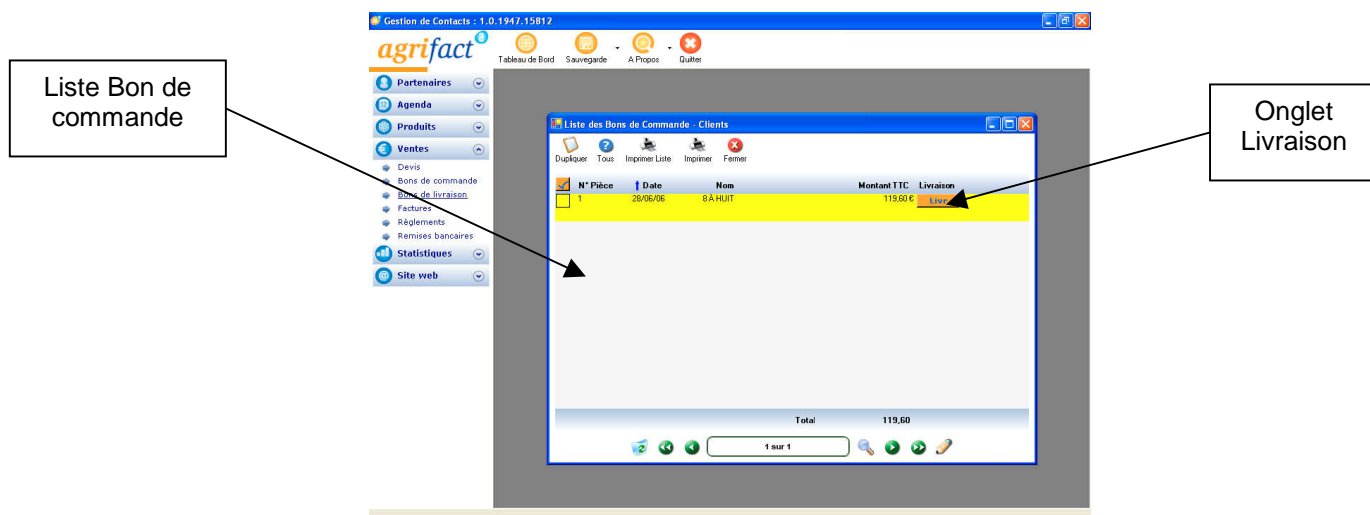 Gestion de Contacts : 1.0.1947.15812
agrifact e
Tableau de Bord Sauvegarde A Propos Quitter
Liste Bon de
commande
Partenaires
Agenda
Produits
Ventes
Devis
Bons de commande
Bons de livraison
Factures
Règlements
Remises bancaires
Statistiques
Site web
Liste des Bons de Commande - Clients
Dupliquer Tous Imprimer Liste Imprimer Fermer
N° Pièce Date Nom Montant TTC Livraison
1 28/06/06 8 À HUIT 119,60 €
Total 119,60
1 sur 1
Onglet
Livraison